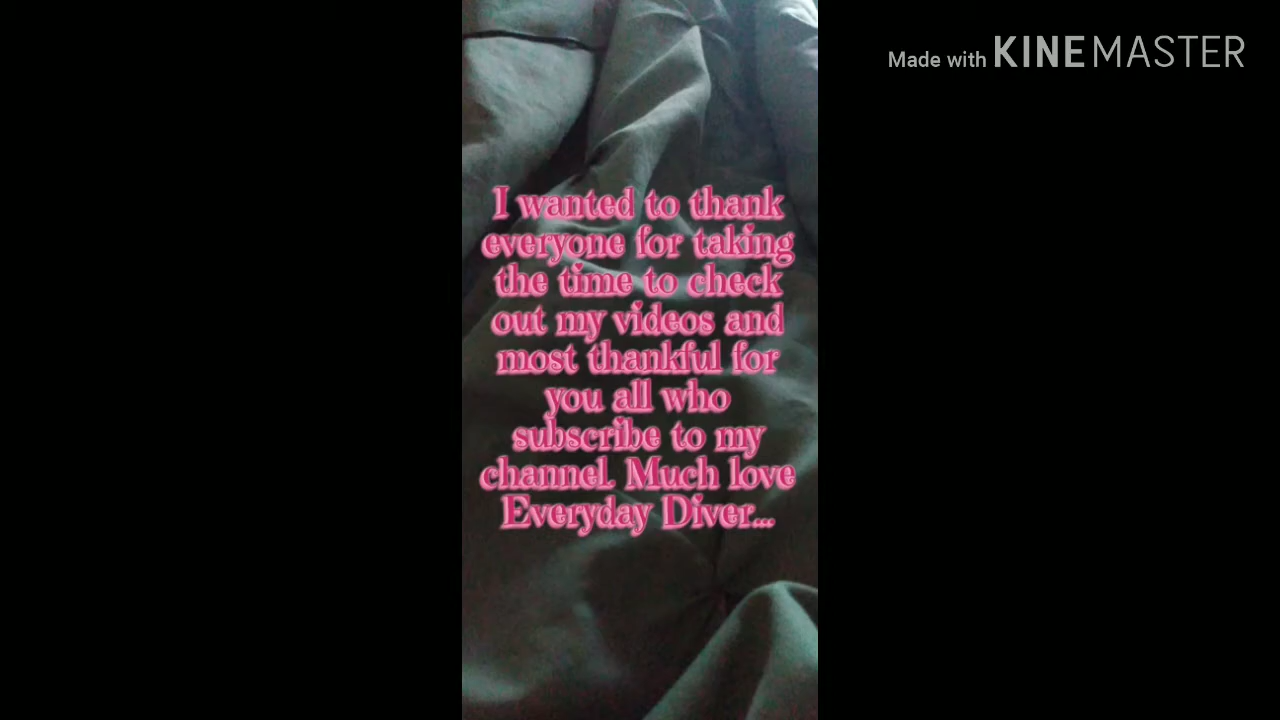 Made with KINEMASTER
I wanted to thank
everyone for taking
the time to check
out my videos and
most thankful for
you all who
subscribe to my
channel. Much love
Everyday Diver...